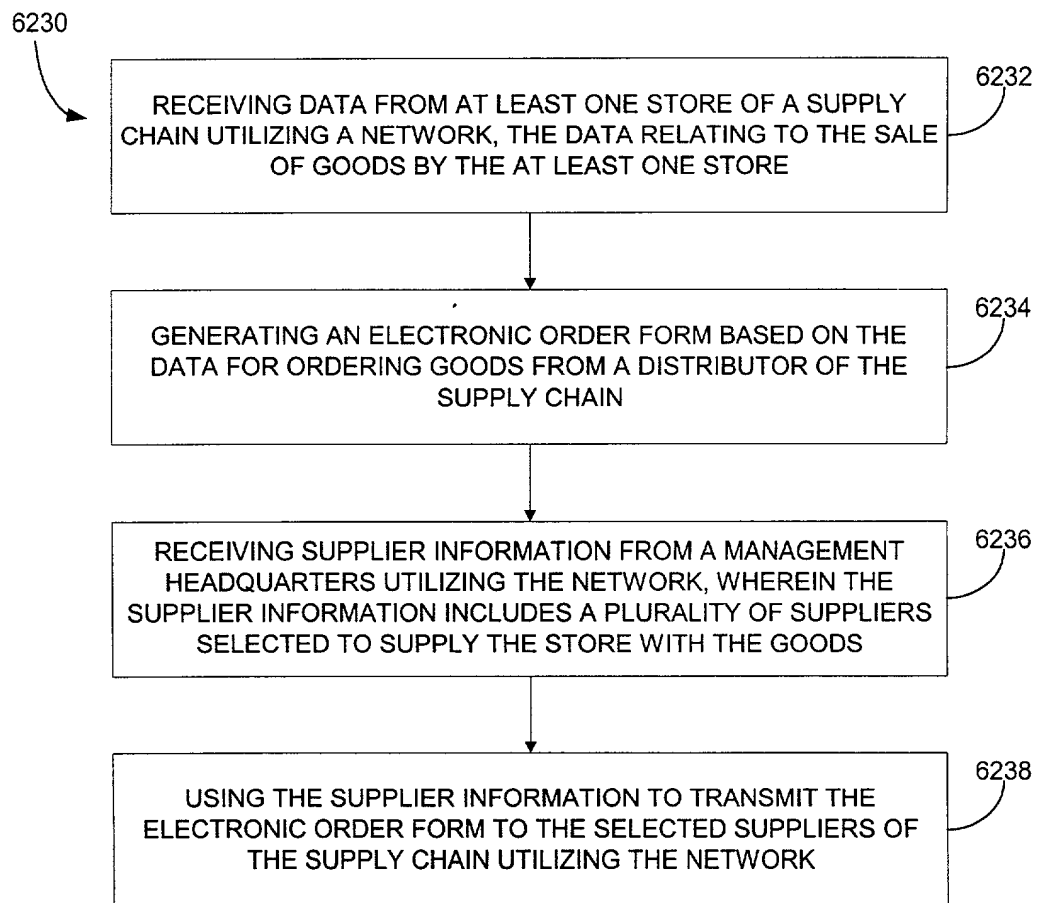 6230
6232
RECEIVING DATA FROM AT LEAST ONE STORE OF A SUPPLY
CHAIN UTILIZING A NETWORK, THE DATA RELATING TO THE SALE
OF GOODS BY THE AT LEAST ONE STORE
6234
GENERATING AN ELECTRONIC ORDER FORM BASED ON THE
DATA FOR ORDERING GOODS FROM A DISTRIBUTOR OF THE
SUPPLY CHAIN
6236
RECEIVING SUPPLIER INFORMATION FROM A MANAGEMENT
HEADQUARTERS UTILIZING THE NETWORK, WHEREIN THE
SUPPLIER INFORMATION INCLUDES A PLURALITY OF SUPPLIERS
SELECTED TO SUPPLY THE STORE WITH THE GOODS
6238
USING THE SUPPLIER INFORMATION TO TRANSMIT THE
ELECTRONIC ORDER FORM TO THE SELECTED SUPPLIERS OF
THE SUPPLY CHAIN UTILIZING THE NETWORK